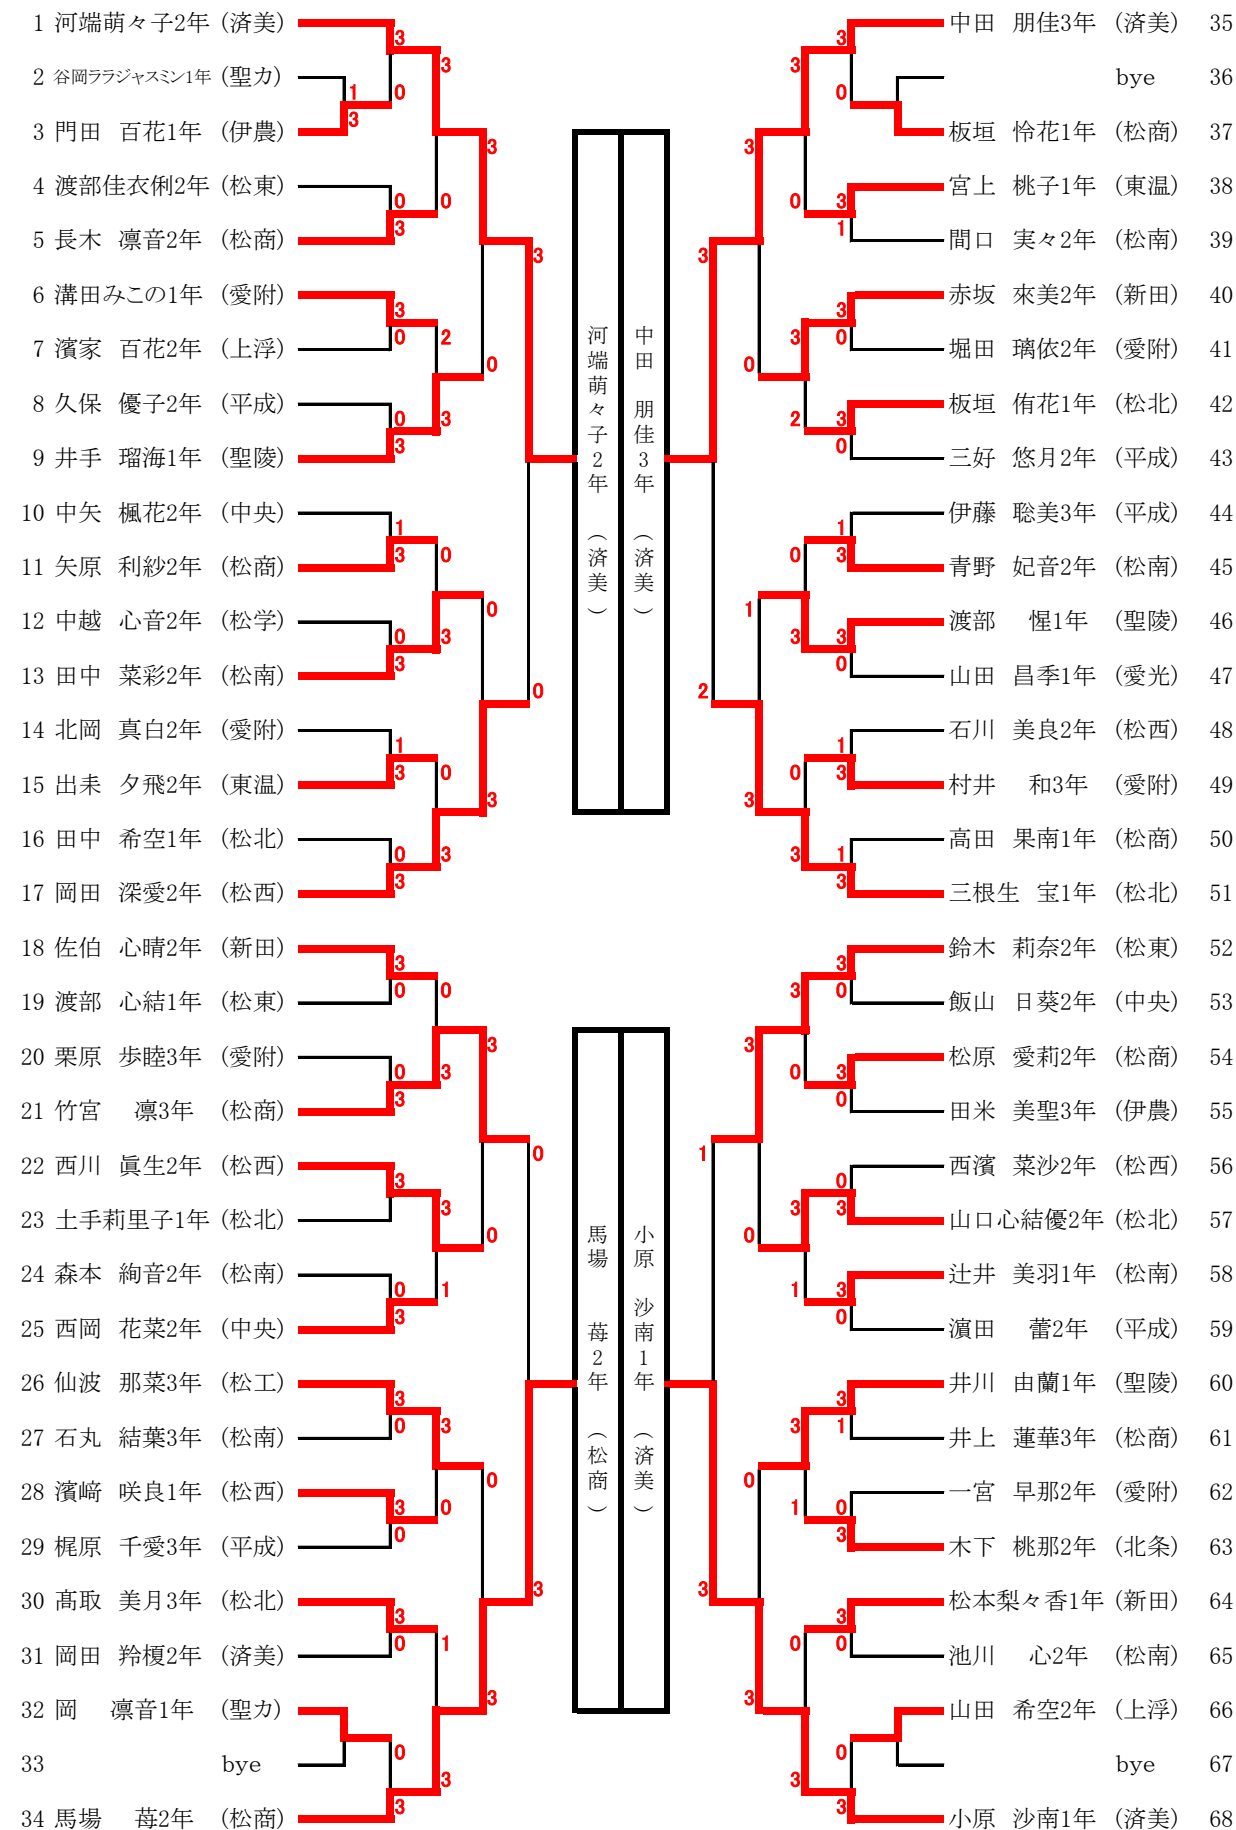 1 河端萌々子2年 (済美)
2 谷岡ララジャスミン1年 (聖カ)
3 門田 百花1年 (伊農)
4 渡部佳衣俐2年 (松東)
5 長木 凛音2年 (松商)
6 溝田みこの1年 (愛附)
7 濱家 百花2年 (上浮)
8 久保 優子2年 (平成)
9 井手 瑠海1年 (聖陵)
10 中矢 楓花2年 (中央)
11 矢原 利紗2年 (松商)
12 中越 心音2年 (松学)
13 田中 菜彩2年 (松南)
14 北岡 真白2年 (愛附)
15 出耒 夕飛2年 (東温)
16 田中 希空1年 (松北)
17 岡田 深愛2年 (松西)
18 佐伯 心晴2年 (新田)
19 渡部 心結1年 (松東)
20 栗原 歩睦3年 (愛附)
21 竹宮 凛3年 (松商)
22 西川 眞生2年 (松西)
23 土手莉里子1年 (松北)
24 森本 絢音2年 (松南)
25 西岡 花菜2年 (中央)
26 仙波 那菜3年 (松工)
27 石丸 結葉3年 (松南)
28 濱﨑 咲良1年 (松西)
29 梶原 千愛3年 (平成)
30 髙取 美月3年 (松北)
31 岡田 羚榎2年 (済美)
32 岡 凛音1年 (聖カ)
33 bye
34 馬場 苺2年 (松商)
河端萌々子2年 (済美)
中田 朋佳3年 (済美)
馬場 苺2年 (松商)
小原 沙南1年 (済美)
中田 朋佳3年 (済美) 35
bye 36
板垣 怜花1年 (松商) 37
宮上 桃子1年 (東温) 38
間口 実々2年 (松南) 39
赤坂 來美2年 (新田) 40
堀田 璃依2年 (愛附) 41
板垣 侑花1年 (松北) 42
三好 悠月2年 (平成) 43
伊藤 聡美3年 (平成) 44
青野 妃音2年 (松南) 45
渡部 惺1年 (聖陵) 46
山田 昌季1年 (愛光) 47
石川 美良2年 (松西) 48
村井 和3年 (愛附) 49
高田 果南1年 (松商) 50
三根生 宝1年 (松北) 51
鈴木 莉奈2年 (松東) 52
飯山 日葵2年 (中央) 53
松原 愛莉2年 (松商) 54
田米 美聖3年 (伊農) 55
西濱 菜沙2年 (松西) 56
山口心結優2年 (松北) 57
辻井 美羽1年 (松南) 58
濵田 蕾2年 (平成) 59
井川 由蘭1年 (聖陵) 60
井上 蓮華3年 (松商) 61
一宮 早那2年 (愛附) 62
木下 桃那2年 (北条) 63
松本梨々香1年 (新田) 64
池川 心2年 (松南) 65
山田 希空2年 (上浮) 66
bye 67
小原 沙南1年 (済美) 68